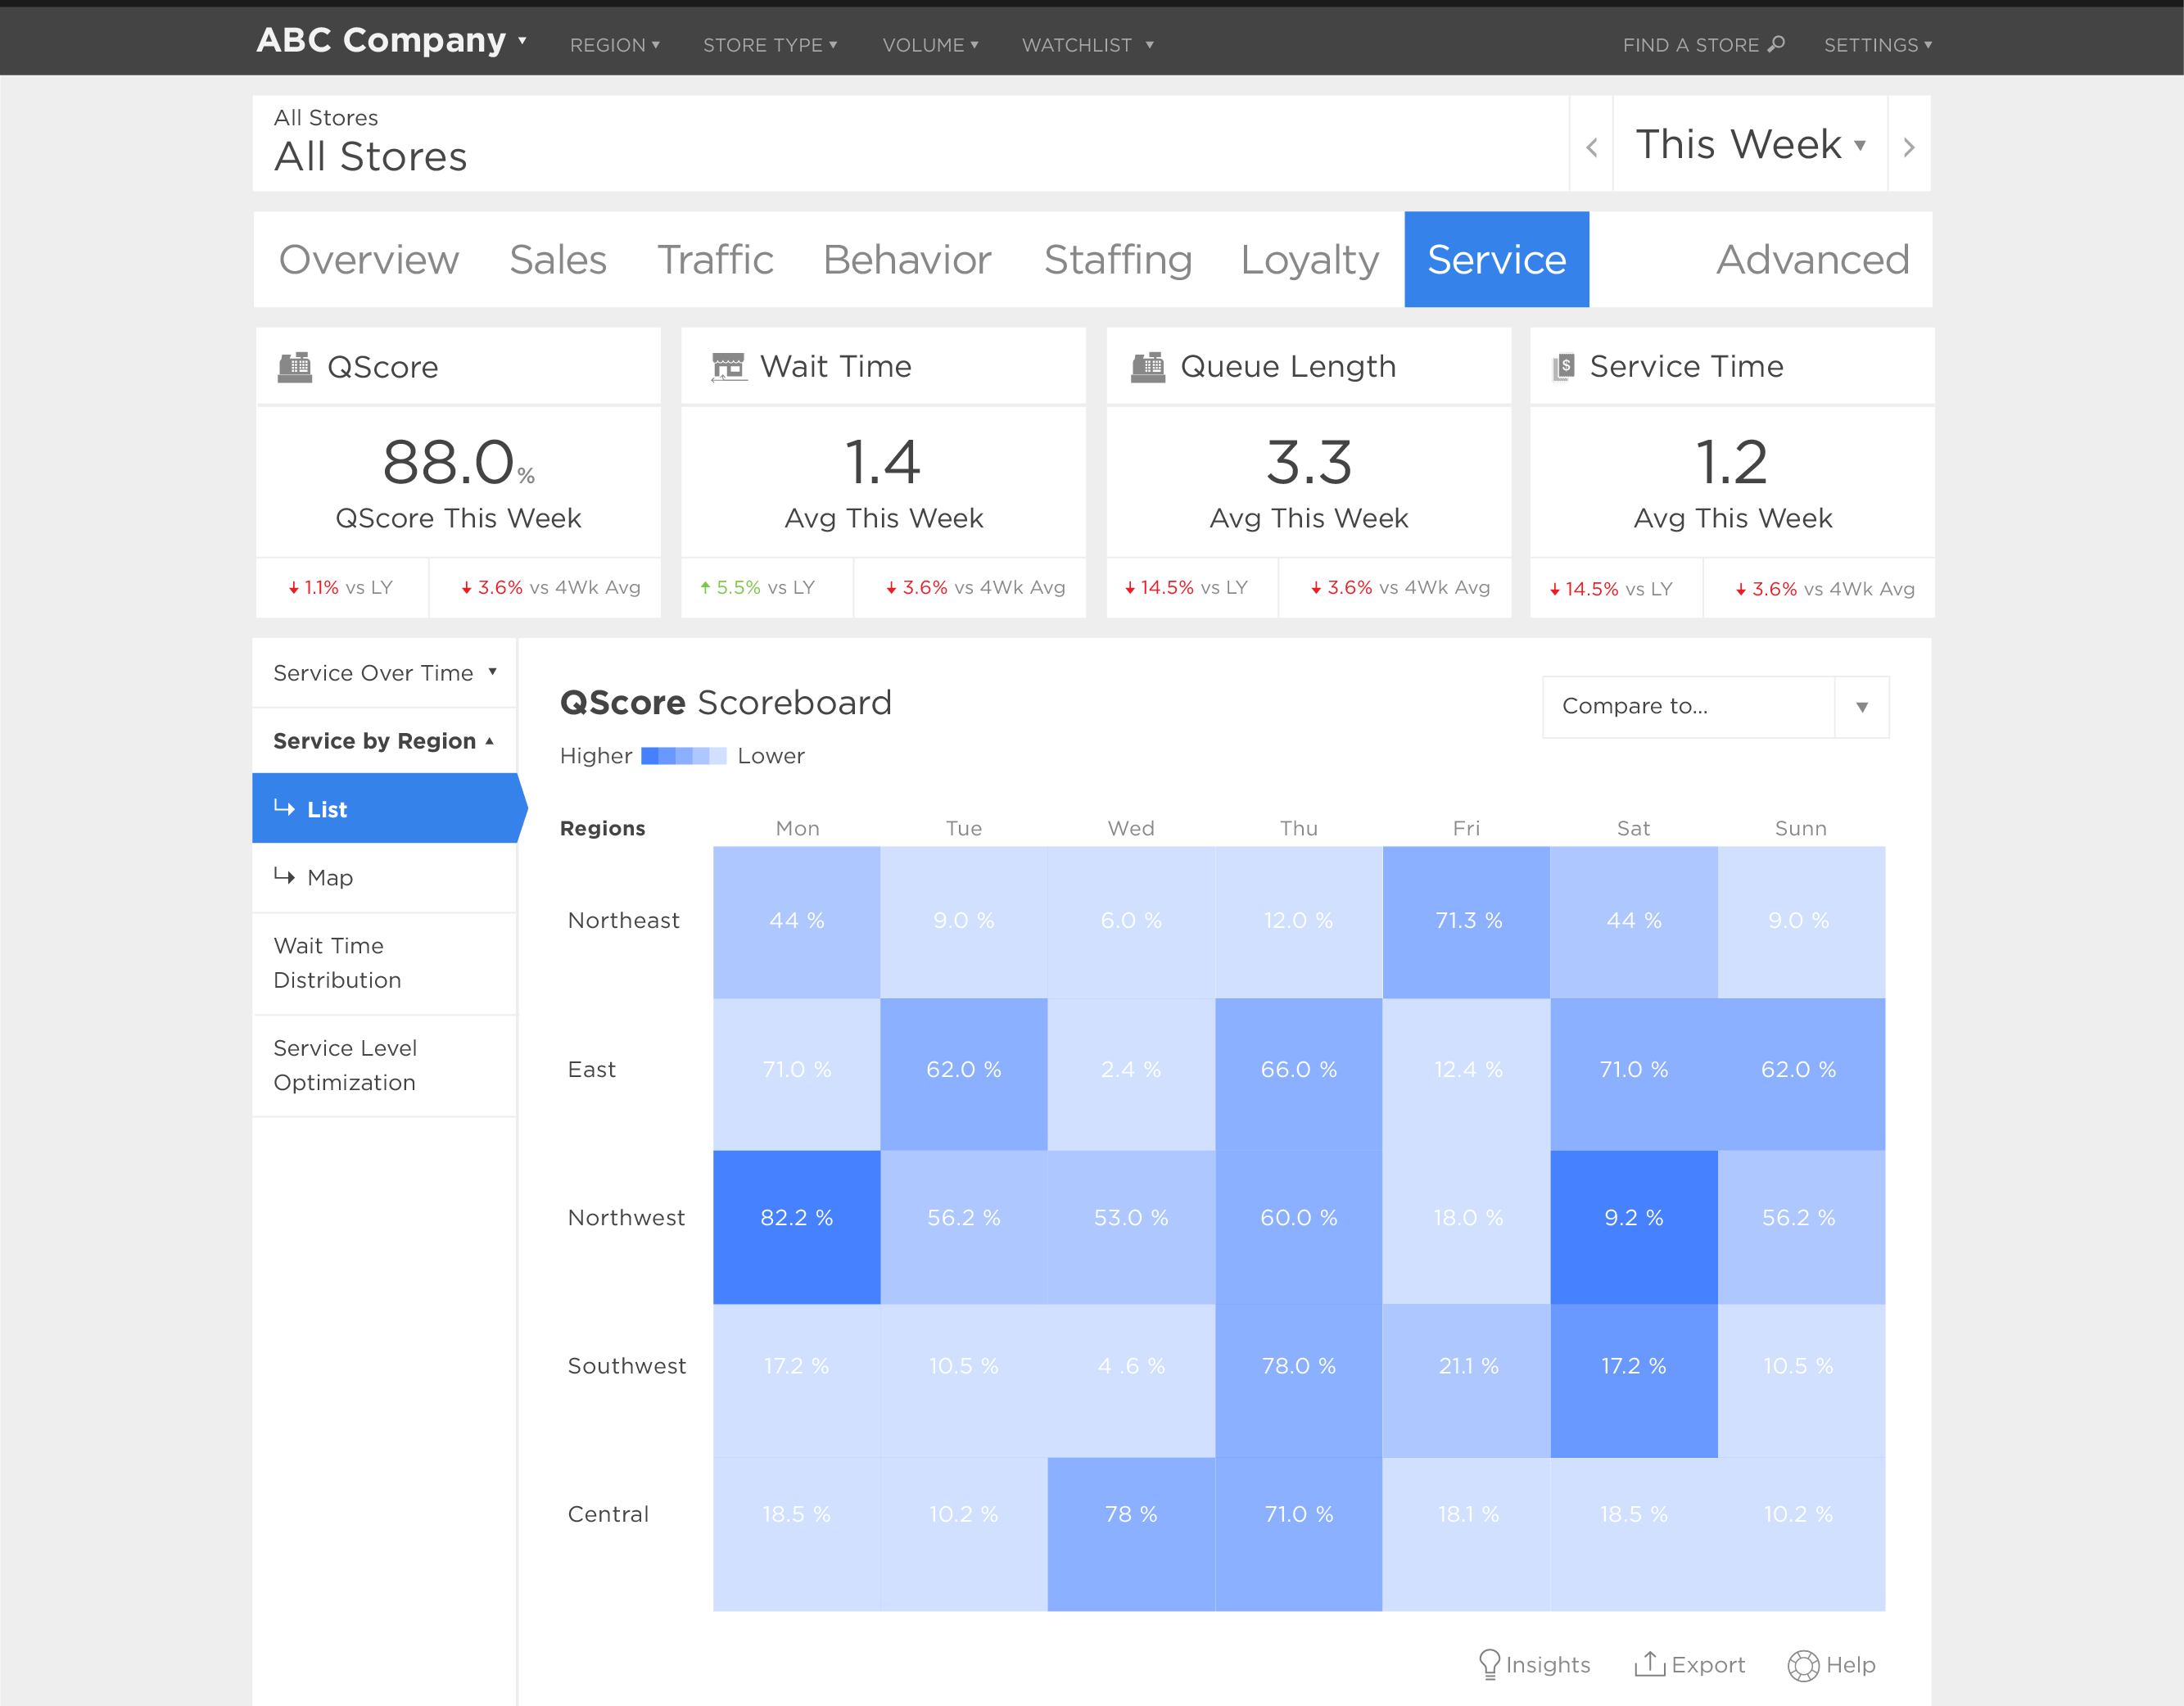 ABC Company REGION STORE TYPE VOLUME WATCHLIST FIND A STORE SETTINGS
All Stores
All Stores
This Week
Overview Sales Traffic Behavior Staffing Loyalty Service Advanced
QScore Wait Time Queue Length Service Time
$
88.0% 1.4 3.3 1.2
QScore This Week Avg This Week Avg This Week Avg This Week
1.1% vs LY 3.6% vs 4Wk Avg 5.5% vs LY 3.6% vs 4Wk Avg 14.5% vs LY 3.6% vs 4Wk Avg 14.5% vs LY 3.6% vs 4Wk Avg
Service Over Time
Service by Region
List
Map
Wait Time
Distribution
Service Level
Optimization
QScore Scoreboard
Compare to...
Higher Lower
Regions Mon Tue Wed Thu Fri Sat Sunn
Northeast 44 % 9.0 % 6.0 % 12.0 % 71.3 % 44 % 9.0 %
East 71.0 % 62.0 % 2.4 % 66.0 % 12.4 % 71.0 % 62.0 %
Northwest 82.2 % 56.2 % 53.0 % 60.0 % 18.0 % 9.2 % 56.2 %
Southwest 17.2 % 10.5 % 4 .6 % 78.0 % 21.1 % 17.2 % 10.5 %
Central 18.5 % 10.2 % 78 % 71.0 % 18.1 % 18.5 % 10.2 %
Insights Export Help